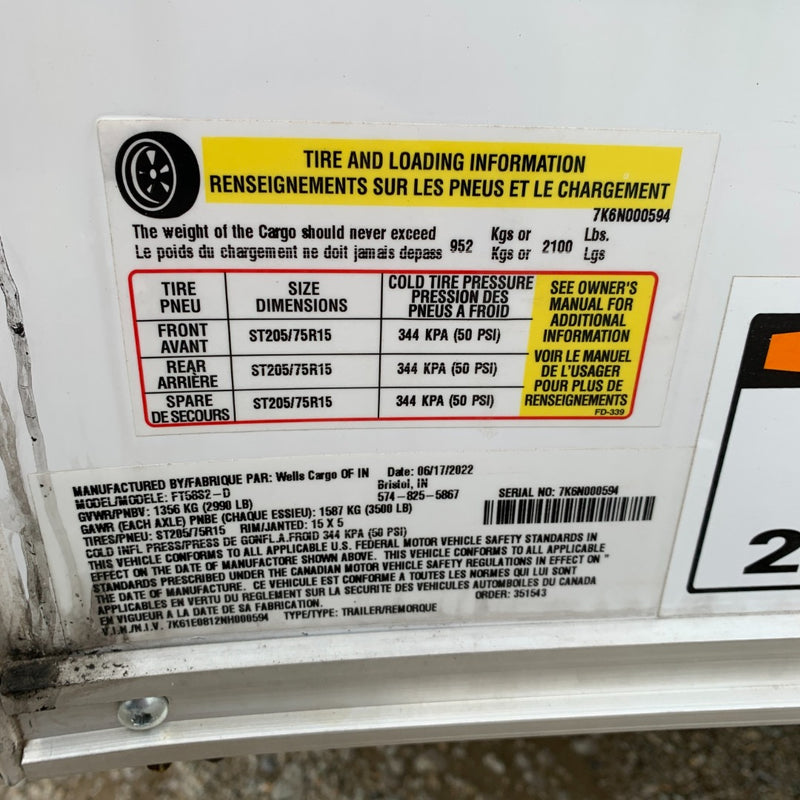 TIRE AND LOADING INFORMATION
RENSEIGNEMENTS SUR LES PNEUS ET LE CHARGEMENT
7K6N000594
The weight of the Cargo should never exceed 952 Kgs or 2100 Lbs.
Le poids du chargement ne doit jamais depass Kgs or Lgs
TIRE PNEU SIZE DIMENSIONS COLD TIRE PRESSURE PRESSION DES PNEUS A FROID
FRONT AVANT ST205/75R15 344 KPA (50 PSI)
REAR ARRIÈRE ST205/75R15 344 KPA (50 PSI)
SPARE DE SECOURS ST205/75R15 344 KPA (50 PSI)
SEE OWNER'S
MANUAL FOR
ADDITIONAL
INFORMATION
VOIR LE MANUEL
DE L'USAGER
POUR PLUS DE
RENSEIGNEMENTS
FD-339
MANUFACTURED BY/FABRIQUE PAR: Wells Cargo OF IN Date: 06/17/2022
MODEL/MODELE: FT58S2-D Bristol, IN
GVWR/PNBV: 1356 KG (2990 LB) 574-825-5867
GAWR (EACH AXLE) PNBE (CHAQUE ESSIEU): 1587 KG (3500 LB)
TIRES/PNEU: ST205/75R15 RIM/JANTED: 15 X 5
SERIAL NO: 7K6N000594
COLD INFL PRESS/PRESS DE GONFL.A.FROID 344 KPA (50 PSI)
THIS VEHICLE CONFORMS TO ALL APPLICABLE U.S. FEDERAL MOTOR VEHICLE SAFETY STANDARDS IN
EFFECT ON THE DATE OF MANUFACTORE SHOWN ABOVE. THIS VEHICLE CONFORMS TO ALL APPLICABLE
STANDARDS PRESCRIBED UNDER THE CANADIAN MOTOR VEHICLE SAFETY REGULATIONS IN EFFECT ON "
THE DATE OF MANUFACTURE. CE VEHICULE EST CONFORME A TOUTES LES NORMES QUI LUI SONT
APPLICABLES EN VERTU DU REGLEMENT SUR LA SECURITE DES VEHICULES AUTOMBOILES DU CANADA
EN VIGUEUR A LA DATE DE SA FABRICATION. ORDER: 351543
V.I.N./N.I.V. 7K61E0812NH000594 TYPE/TYPE: TRAILER/REMORQUE
2